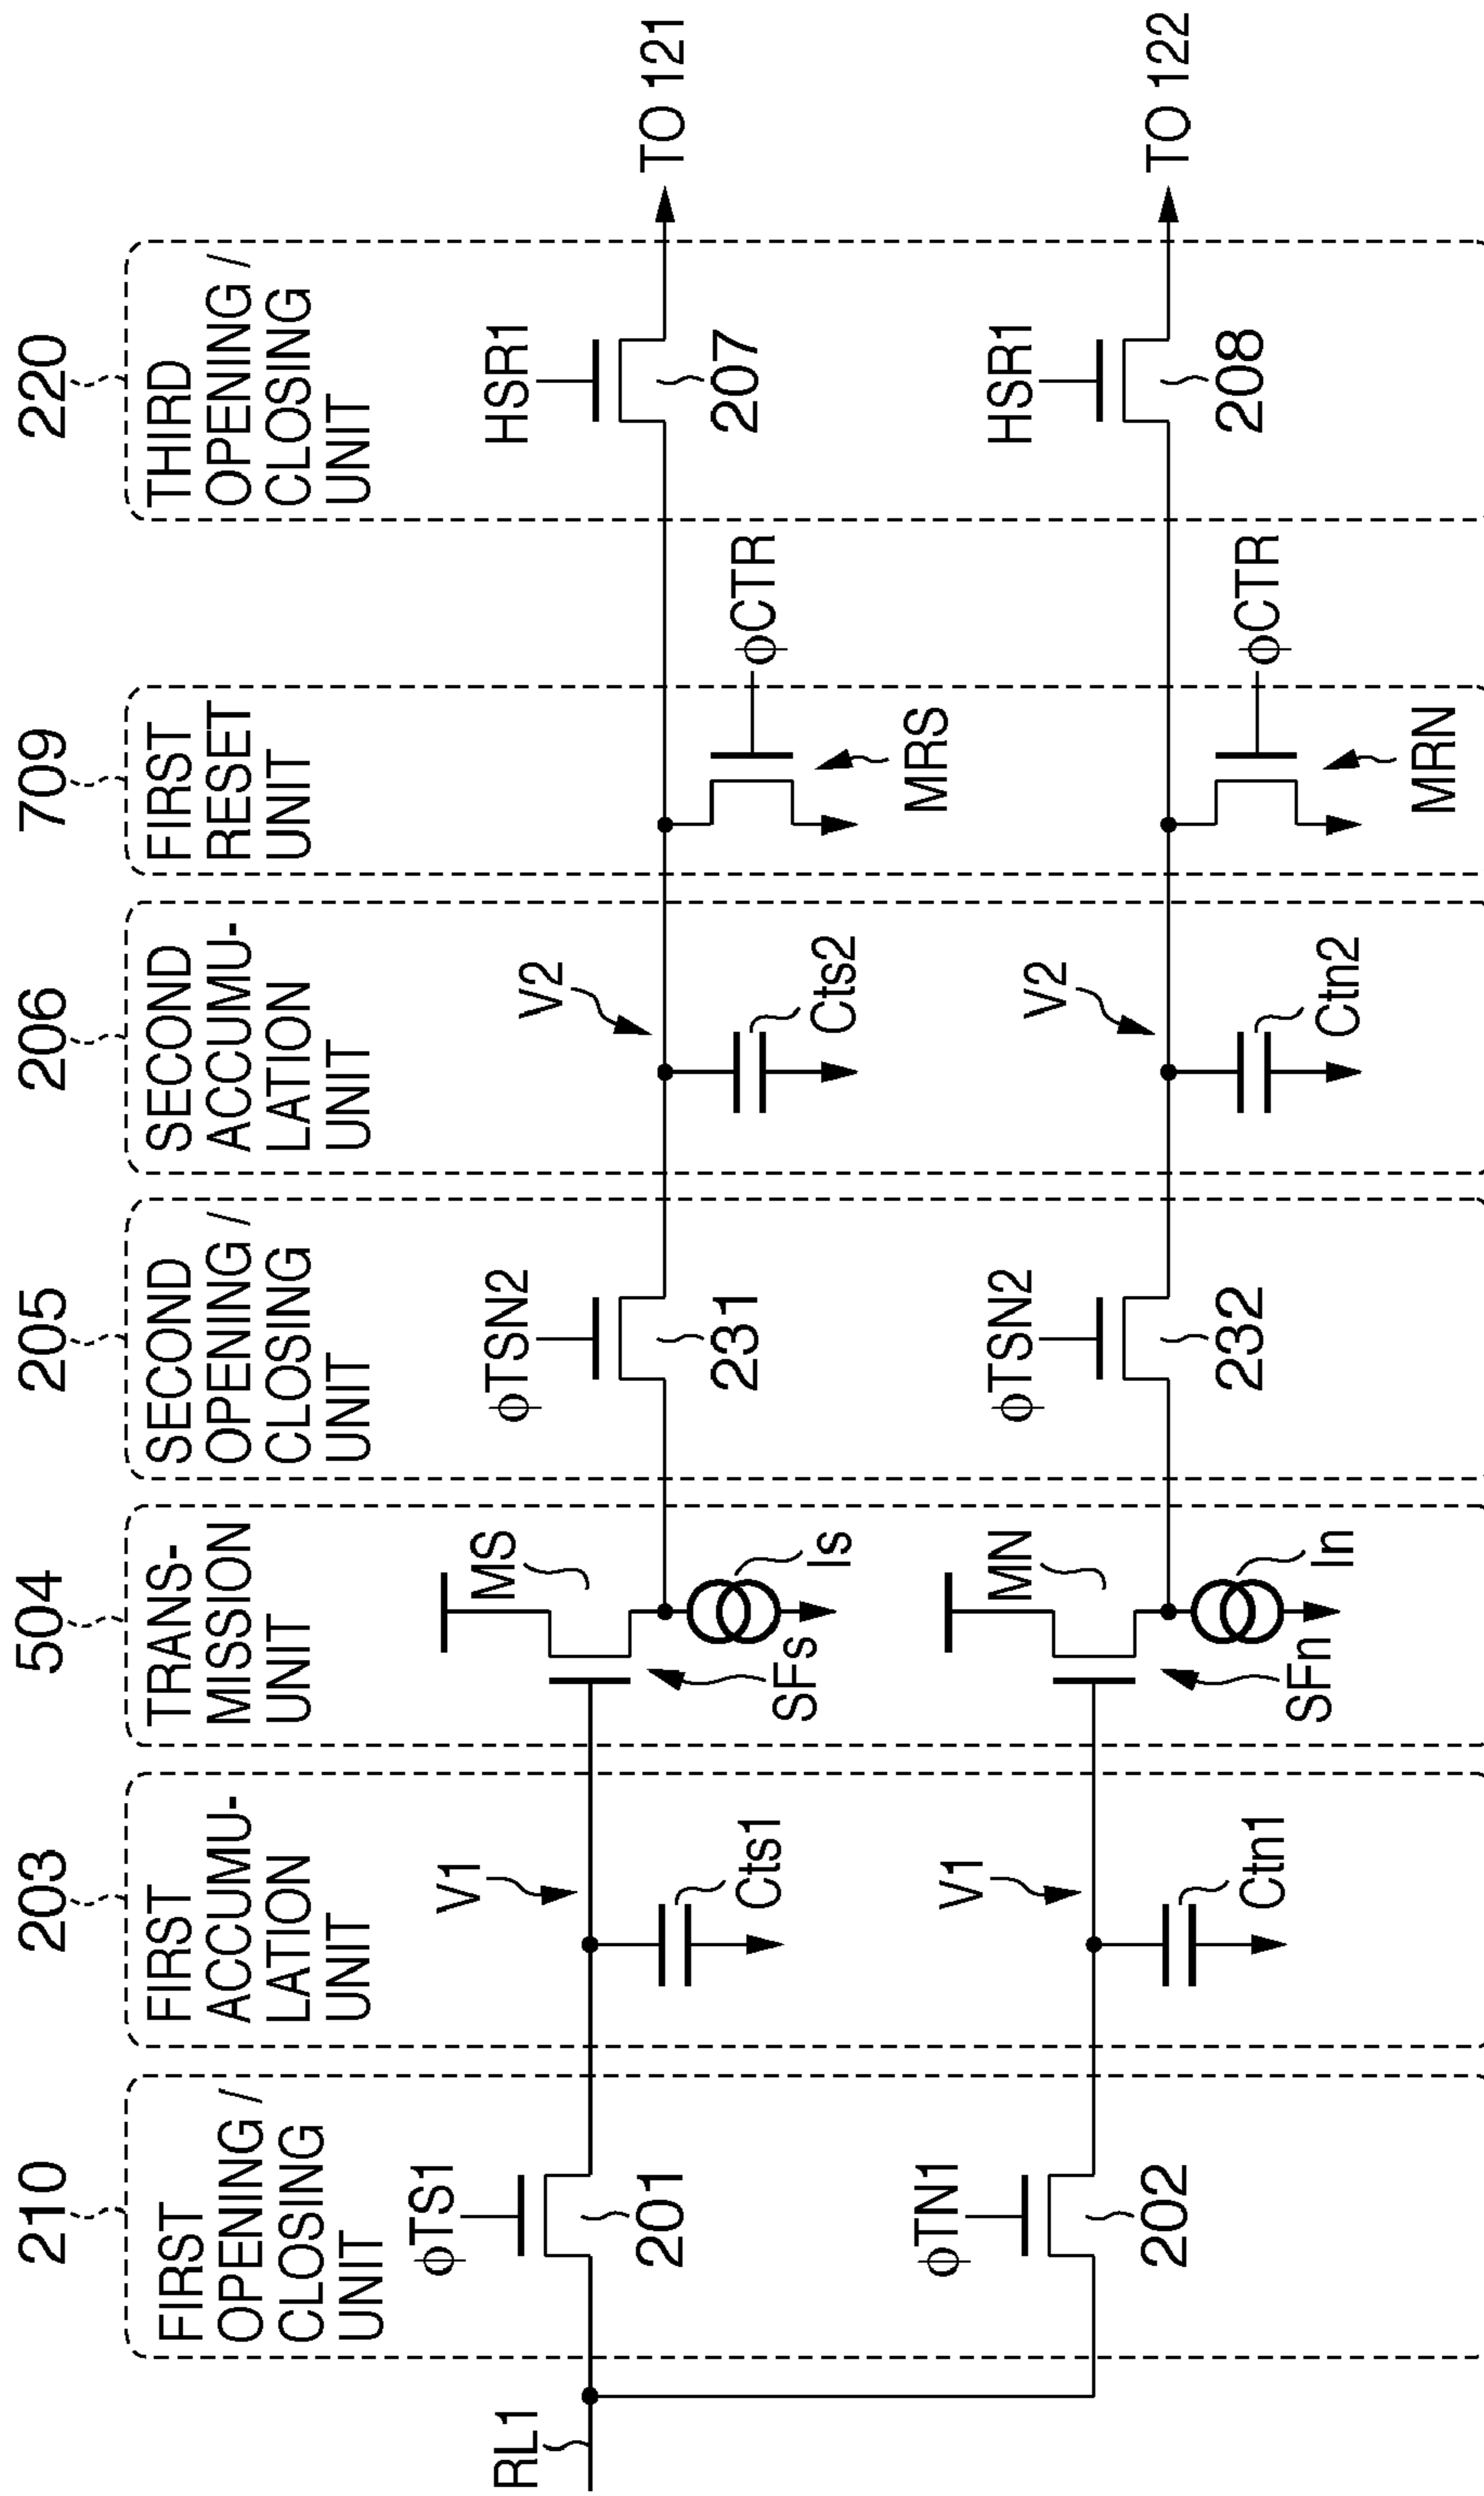 210
FIRST
OPENING /
CLOSING
UNIT
203
FIRST
ACCUMU-
LATION
UNIT
504
TRANS-
MISSION
UNIT
205
SECOND
OPENING /
CLOSING
UNIT
206
SECOND
ACCUMU-
LATION
UNIT
709
FIRST
RESET
UNIT
220
THIRD
OPENING /
CLOSING
UNIT
RL1
ϕTS1
201
V1
Cts1
MS
SFs
Is
ϕTSN2
231
V2
Cts2
MRS
ϕCTR
HSR1
207
TO 121
ϕTN1
202
V1
Ctn1
MN
SFn
In
ϕTSN2
232
V2
Ctn2
MRN
ϕCTR
HSR1
208
TO 122